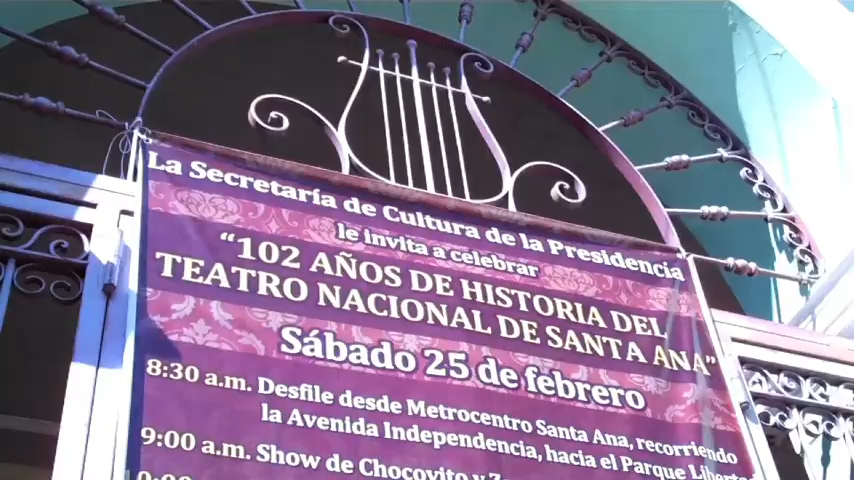 La Secretaría de Cultura de la Presidencia
le invita a celebrar
“102 años de Historia del
Teatro Nacional de Santa Ana”
Sábado 25 de febrero
8:30 a.m. Desfile desde Metrocentro Santa Ana, recorriendo
la Avenida Independencia, hacia el Parque
9:00 a.m. Show de Chocoyito y